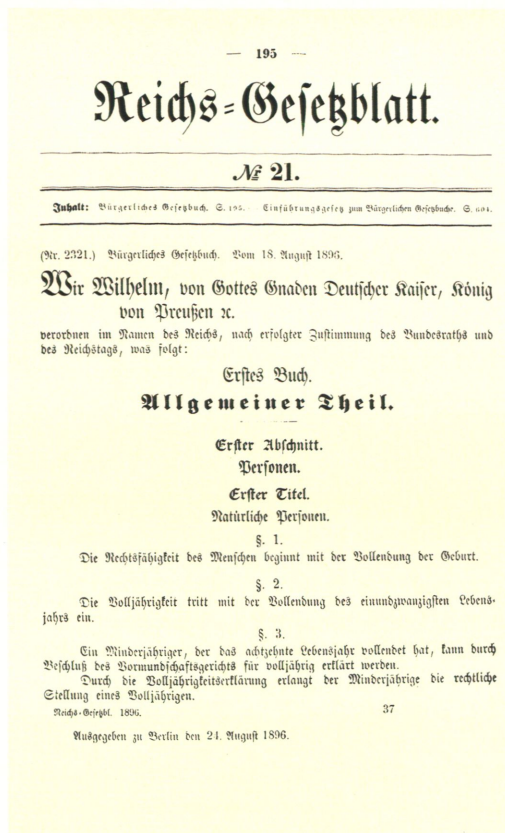 — 195 —
Reichs-Gesetzblatt.
№ 21.
Inhalt: Bürgerliches Gesetzbuch. S. 195. Einführungsgesetz zum Bürgerlichen Gesetzbuche. S. 604.
(Nr. 2321.) Bürgerliches Gesetzbuch. Vom 18. August 1896.
Wir Wilhelm, von Gottes Gnaden Deutscher Kaiser, König
von Preußen ꝛc.
verordnen im Namen des Reichs, nach erfolgter Zustimmung des Bundesraths und
des Reichstags, was folgt:
Erstes Buch.
Allgemeiner Theil.
Erster Abschnitt.
Personen.
Erster Titel.
Natürliche Personen.
§. 1.
Die Rechtsfähigkeit des Menschen beginnt mit der Vollendung der Geburt.
§. 2.
Die Volljährigkeit tritt mit der Vollendung des einundzwanzigsten Lebens-
jahrs ein.
§. 3.
Ein Minderjähriger, der das achtzehnte Lebensjahr vollendet hat, kann durch
Beschluß des Vormundschaftsgerichts für volljährig erklärt werden.
Durch die Volljährigkeitserklärung erlangt der Minderjährige die rechtliche
Stellung eines Volljährigen.
Reichs-Gesetzbl. 1896. 37
Ausgegeben zu Berlin den 24. August 1896.